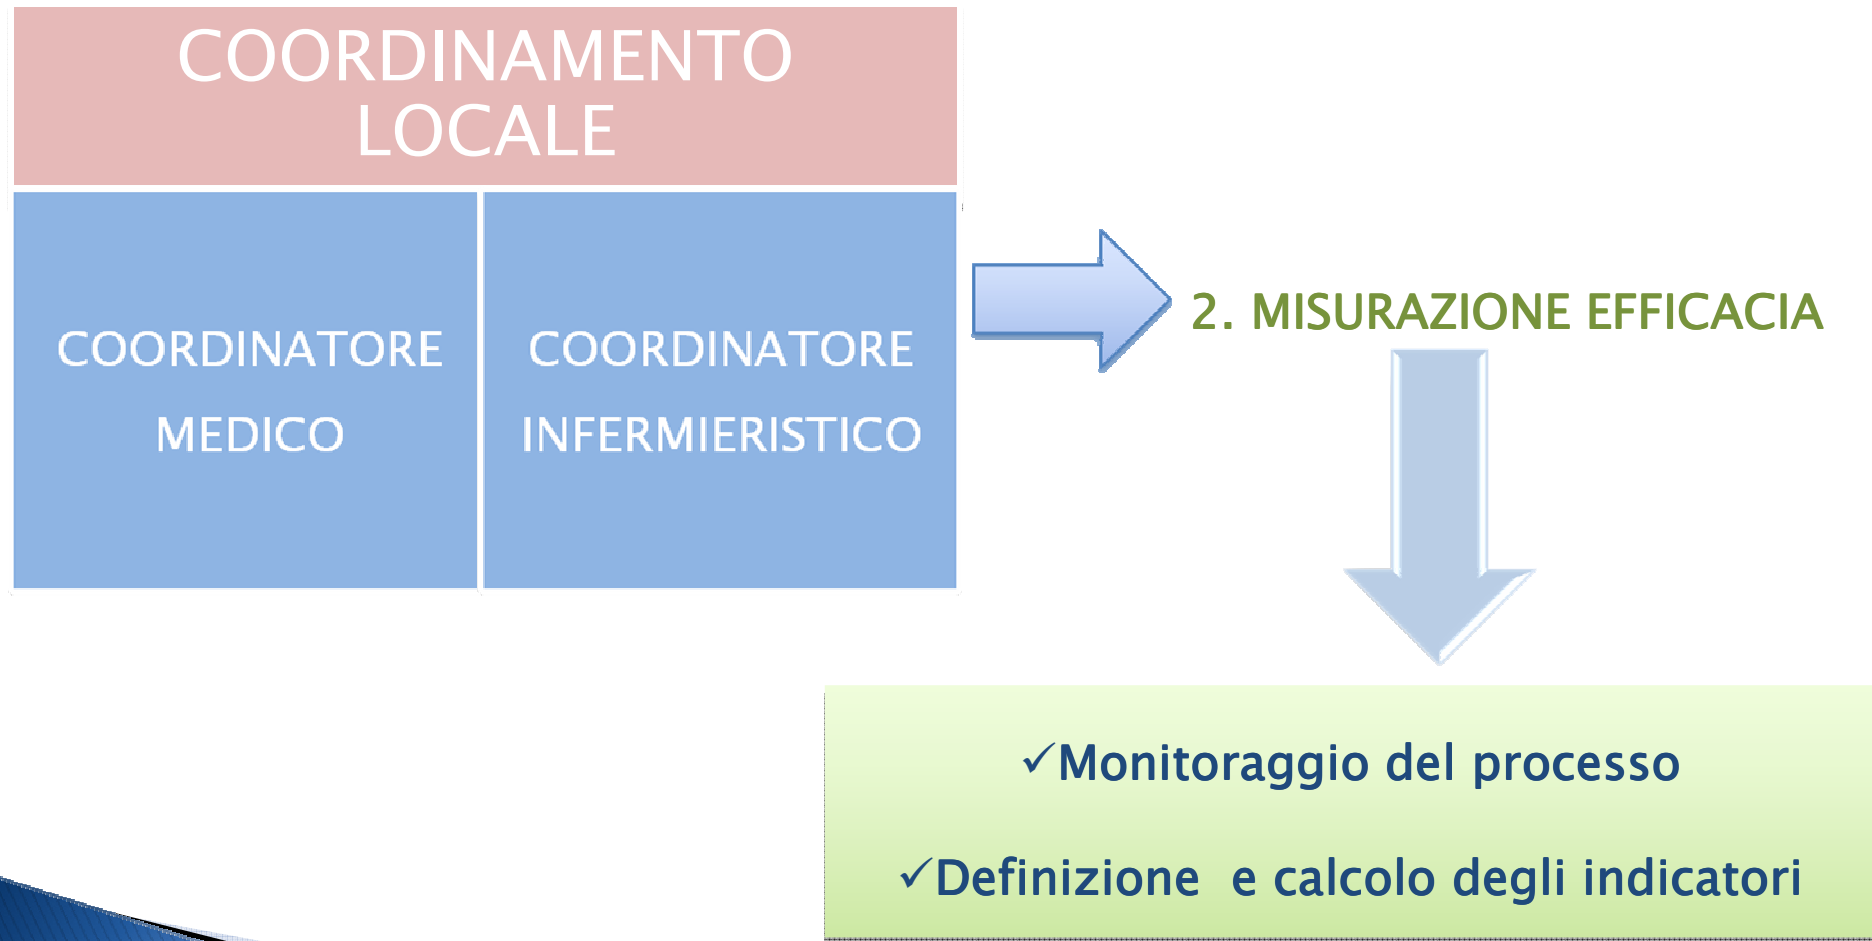 COORDINAMENTO
LOCALE
COORDINATORE
MEDICO
COORDINATORE
INFERMIERISTICO
2. MISURAZIONE EFFICACIA
✓Monitoraggio del processo
✓Definizione e calcolo degli indicatori